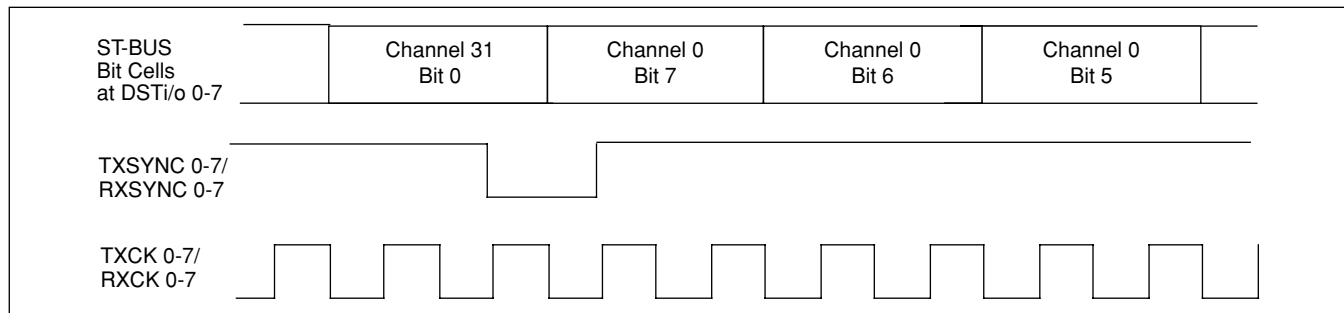 ST-BUS
Bit Cells
at DSTi/o 0-7
Channel 31
Bit 0
Channel 0
Bit 7
Channel 0
Bit 6
Channel 0
Bit 5
TXSYNC 0-7/
RXSYNC 0-7
TXCK 0-7/
RXCK 0-7